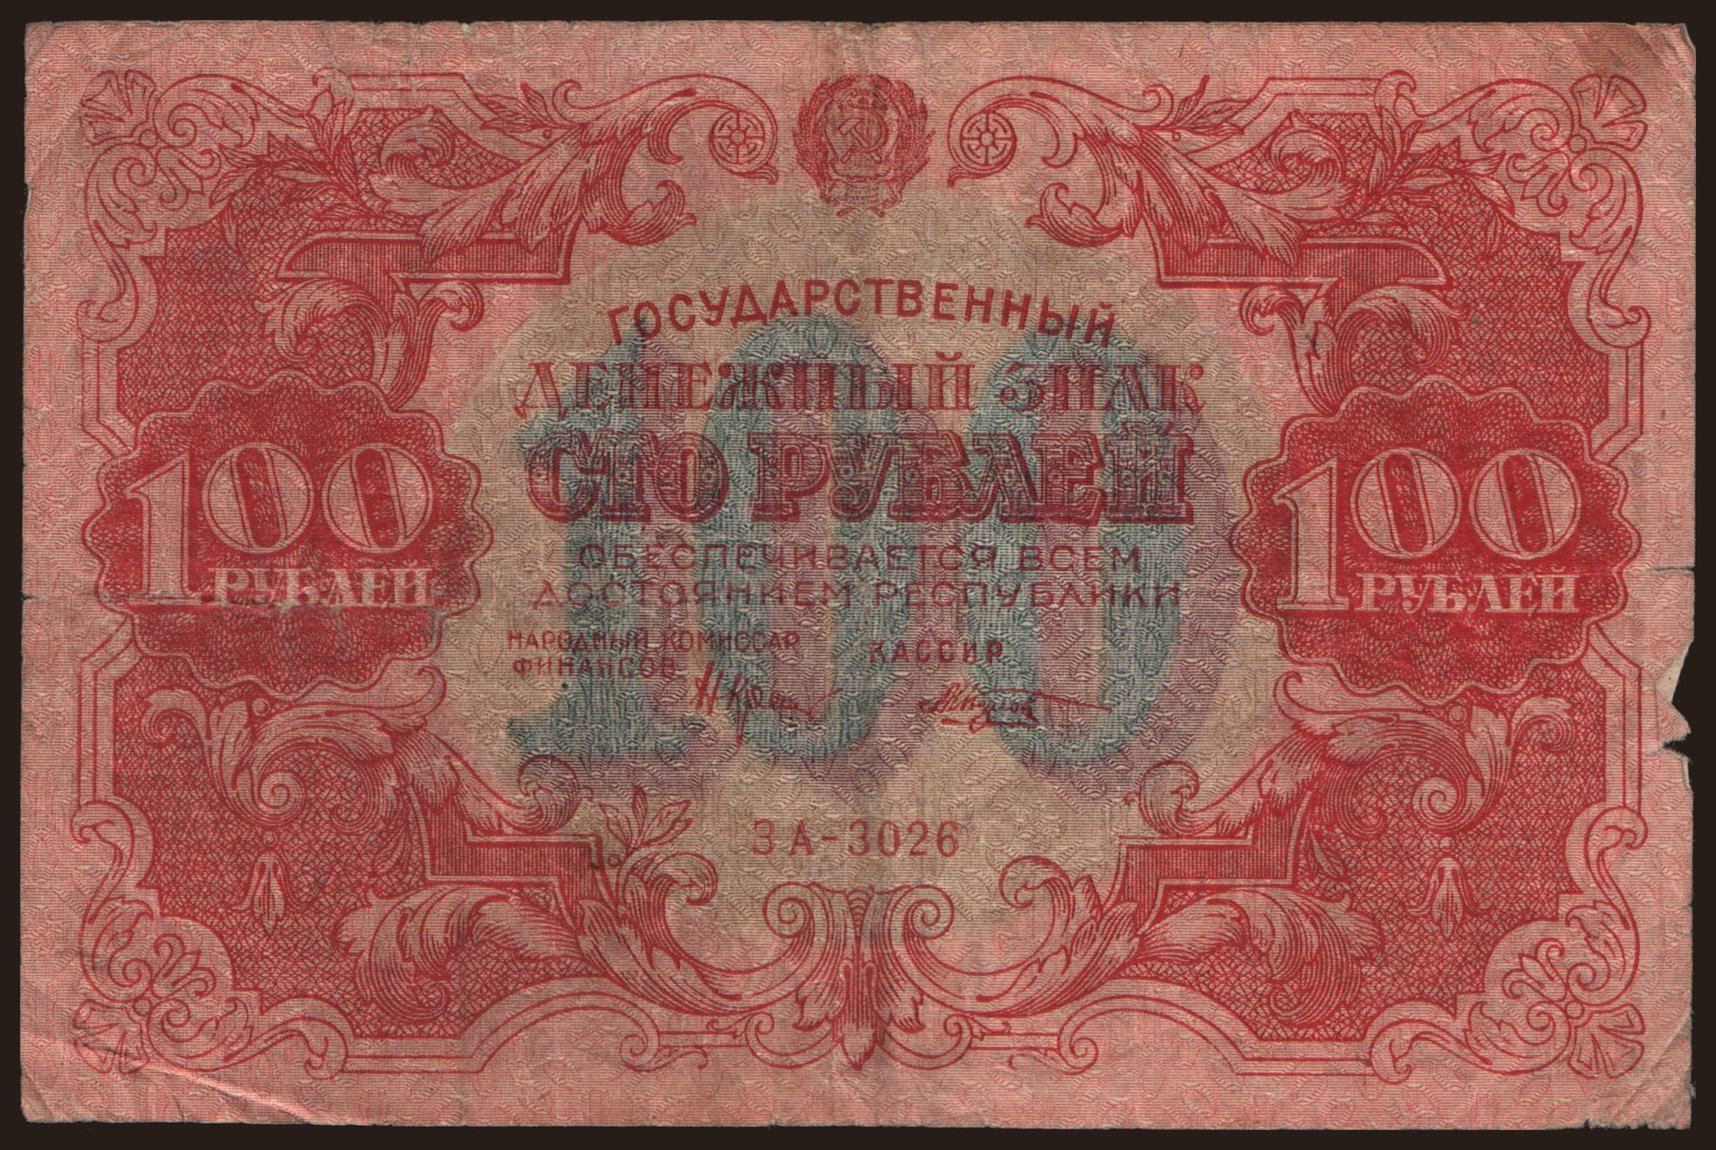 ГОСУДАРСТВЕННЫЙ
ДЕНЕЖНЫЙ ЗНАК
100
СТО РУБЛЕЙ
100
РУБЛЕЙ
100
РУБЛЕЙ
ОБЕСПЕЧИВАЕТСЯ ВСЕМ
ДОСТОЯНИЕМ РЕСПУБЛИКИ
НАРОДНЫЙ КОМИССАР
ФИНАНСОВ
КАССИР
ЗА-3026